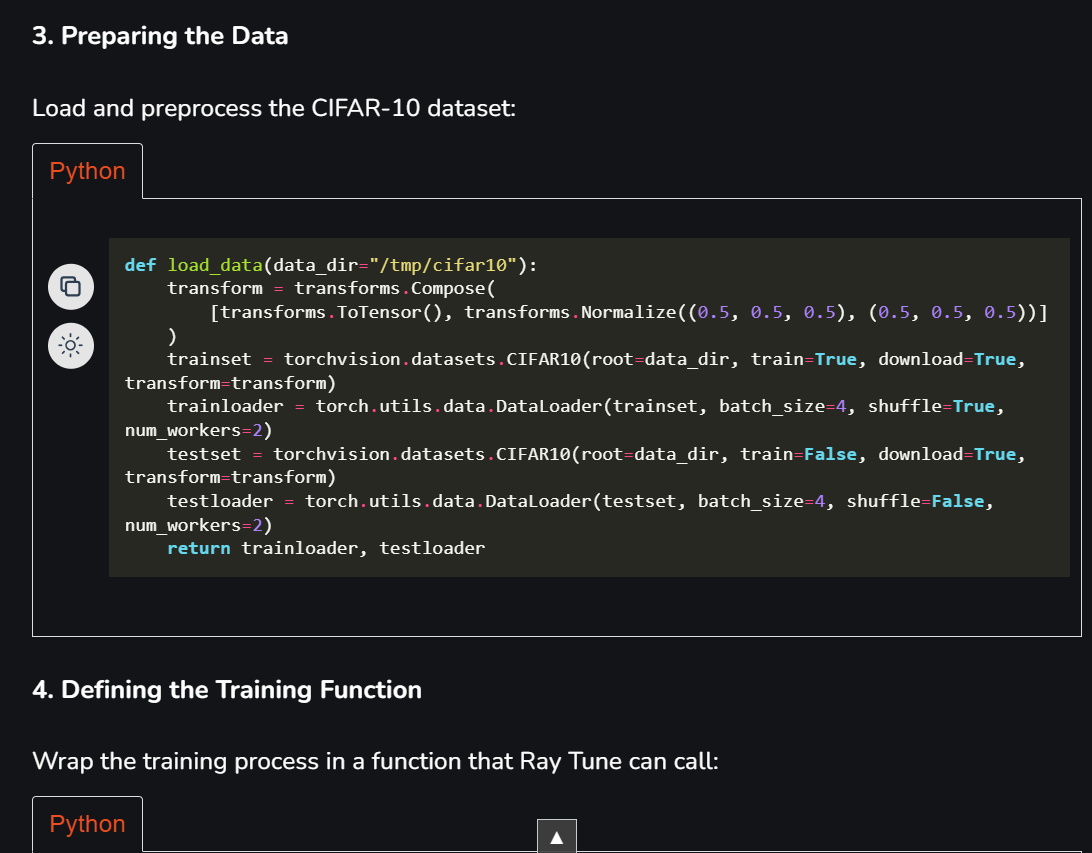 3. Preparing the Data
Load and preprocess the CIFAR-10 dataset:
Python
def load_data(data_dir="/tmp/cifar10"):
    transform = transforms.Compose(
        [transforms.ToTensor(), transforms.Normalize((0.5, 0.5, 0.5), (0.5, 0.5, 0.5))]
    )
    trainset = torchvision.datasets.CIFAR10(root=data_dir, train=True, download=True,
transform=transform)
    trainloader = torch.utils.data.DataLoader(trainset, batch_size=4, shuffle=True,
num_workers=2)
    testset = torchvision.datasets.CIFAR10(root=data_dir, train=False, download=True,
transform=transform)
    testloader = torch.utils.data.DataLoader(testset, batch_size=4, shuffle=False,
num_workers=2)
    return trainloader, testloader
4. Defining the Training Function
Wrap the training process in a function that Ray Tune can call:
Python